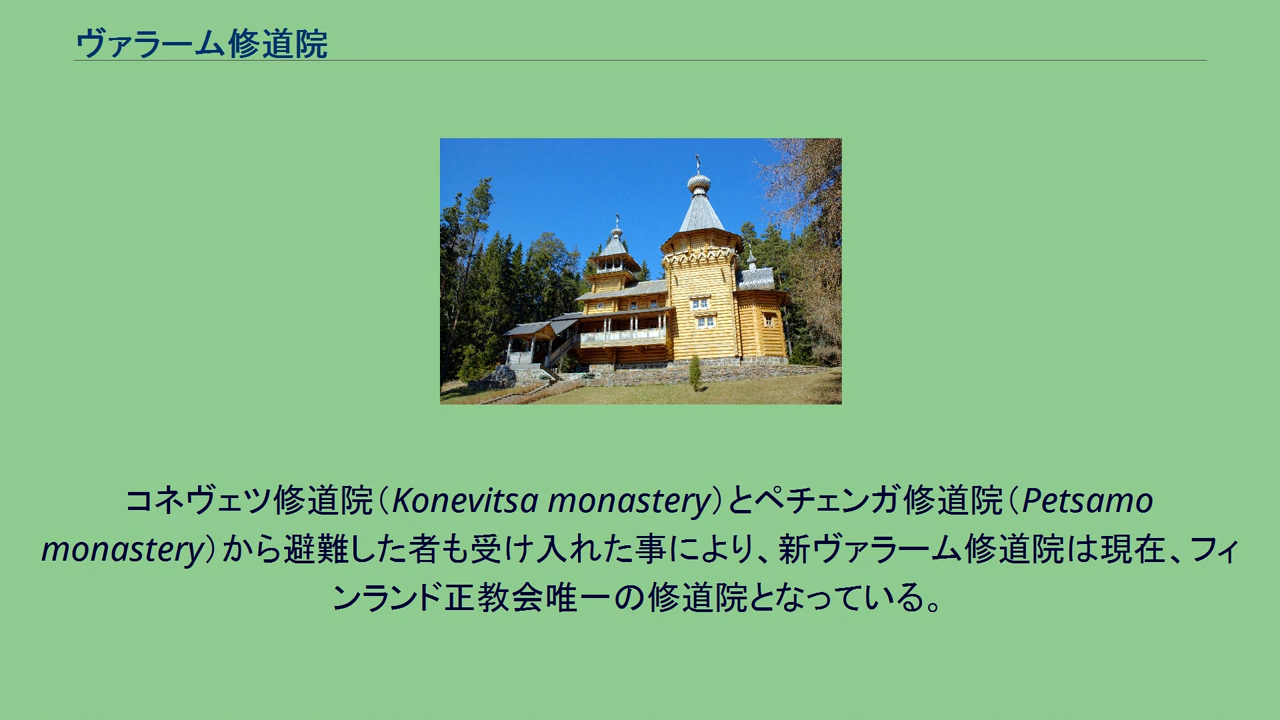 ヴァラーム修道院
コネヴェツ修道院（Konevitsa monastery）とペチェンガ修道院（Petsamo
monastery）から避難した者も受け入れた事により、新ヴァラーム修道院は現在、フィ
ンランド正教会唯一の修道院となっている。